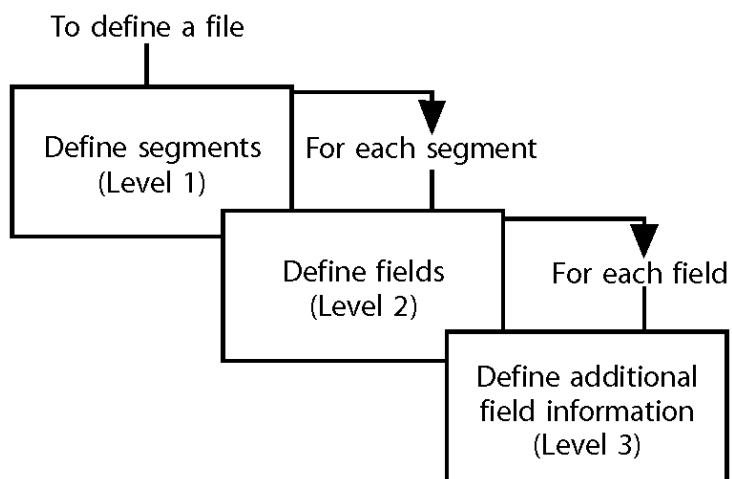 To define a file
Define segments
(Level 1)
For each segment
Define fields
(Level 2)
For each field
Define additional
field information
(Level 3)